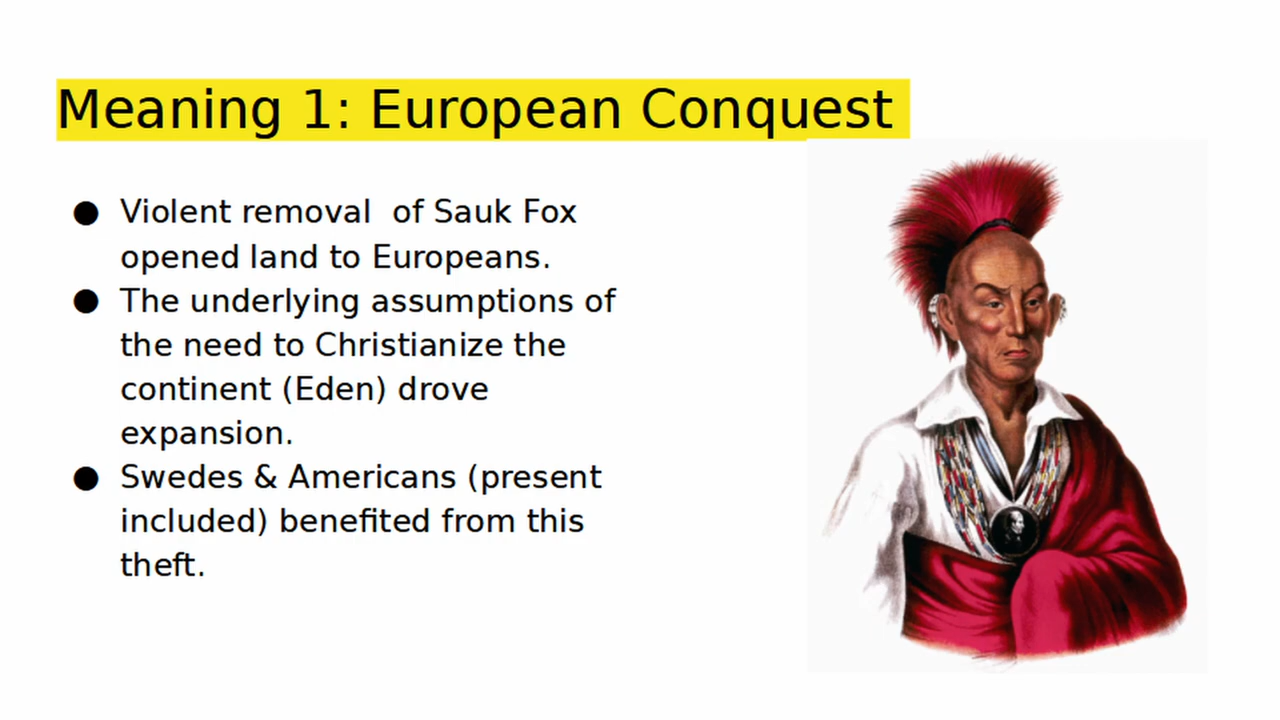 Meaning 1: European Conquest
● Violent removal  of Sauk Fox
opened land to Europeans.
● The underlying assumptions of
the need to Christianize the
continent (Eden) drove
expansion.
● Swedes & Americans (present
included) benefited from this
theft.